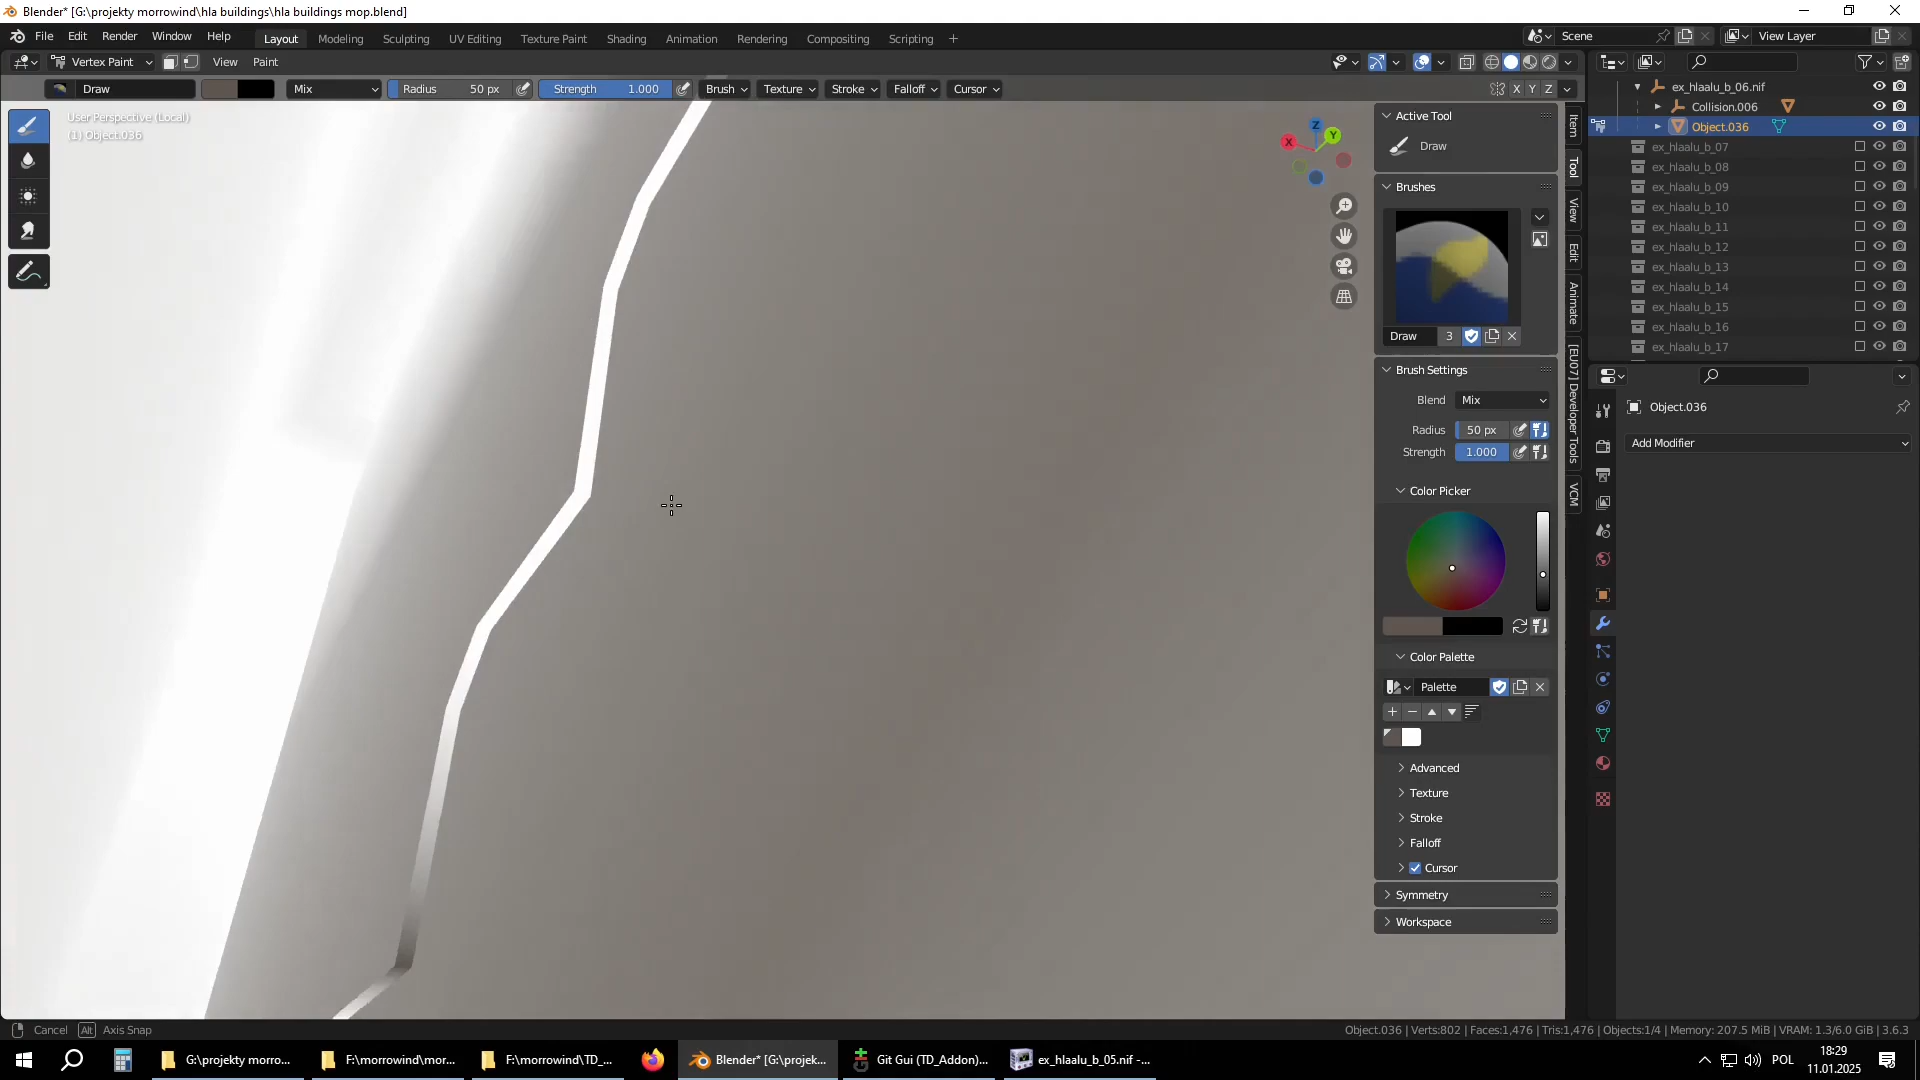 Blender* [G:\projekty morrowind\hla buildings\hla buildings mop.blend]
File Edit Render Window Help Layout Modeling Sculpting UV Editing Texture Paint Shading Animation Rendering Compositing Scripting Scene View Layer
Vertex Paint View Paint
Draw Mix Radius 50 px Strength 1.000 Brush Texture Stroke Falloff Cursor X Y Z
User Perspective (Local)
(1) Object.036
Z
Y
X
Item
Tool
View
Edit
Animate
[EU07] Developer Tools
VCM
Active Tool
Draw
Brushes
Draw 3
Brush Settings
Blend Mix
Radius 50 px
Strength 1.000
Color Picker
Color Palette
Palette
Advanced
Texture
Stroke
Falloff
Cursor
Symmetry
Workspace
ex_hlaalu_b_06.nif
Collision.006
Object.036
ex_hlaalu_b_07
ex_hlaalu_b_08
ex_hlaalu_b_09
ex_hlaalu_b_10
ex_hlaalu_b_11
ex_hlaalu_b_12
ex_hlaalu_b_13
ex_hlaalu_b_14
ex_hlaalu_b_15
ex_hlaalu_b_16
ex_hlaalu_b_17
Object.036
Add Modifier
Cancel Alt Axis Snap
Object.036 | Verts:802 | Faces:1,476 | Tris:1,476 | Objects:1/4 | Memory: 207.5 MiB | VRAM: 1.3/6.0 GiB | 3.6.3
G:\projekty morro... F:\morrowind\mor... F:\morrowind\TD_... Blender* [G:\projek... Git Gui (TD_Addon)... ex_hlaalu_b_05.nif -... POL
18:29
11.01.2025